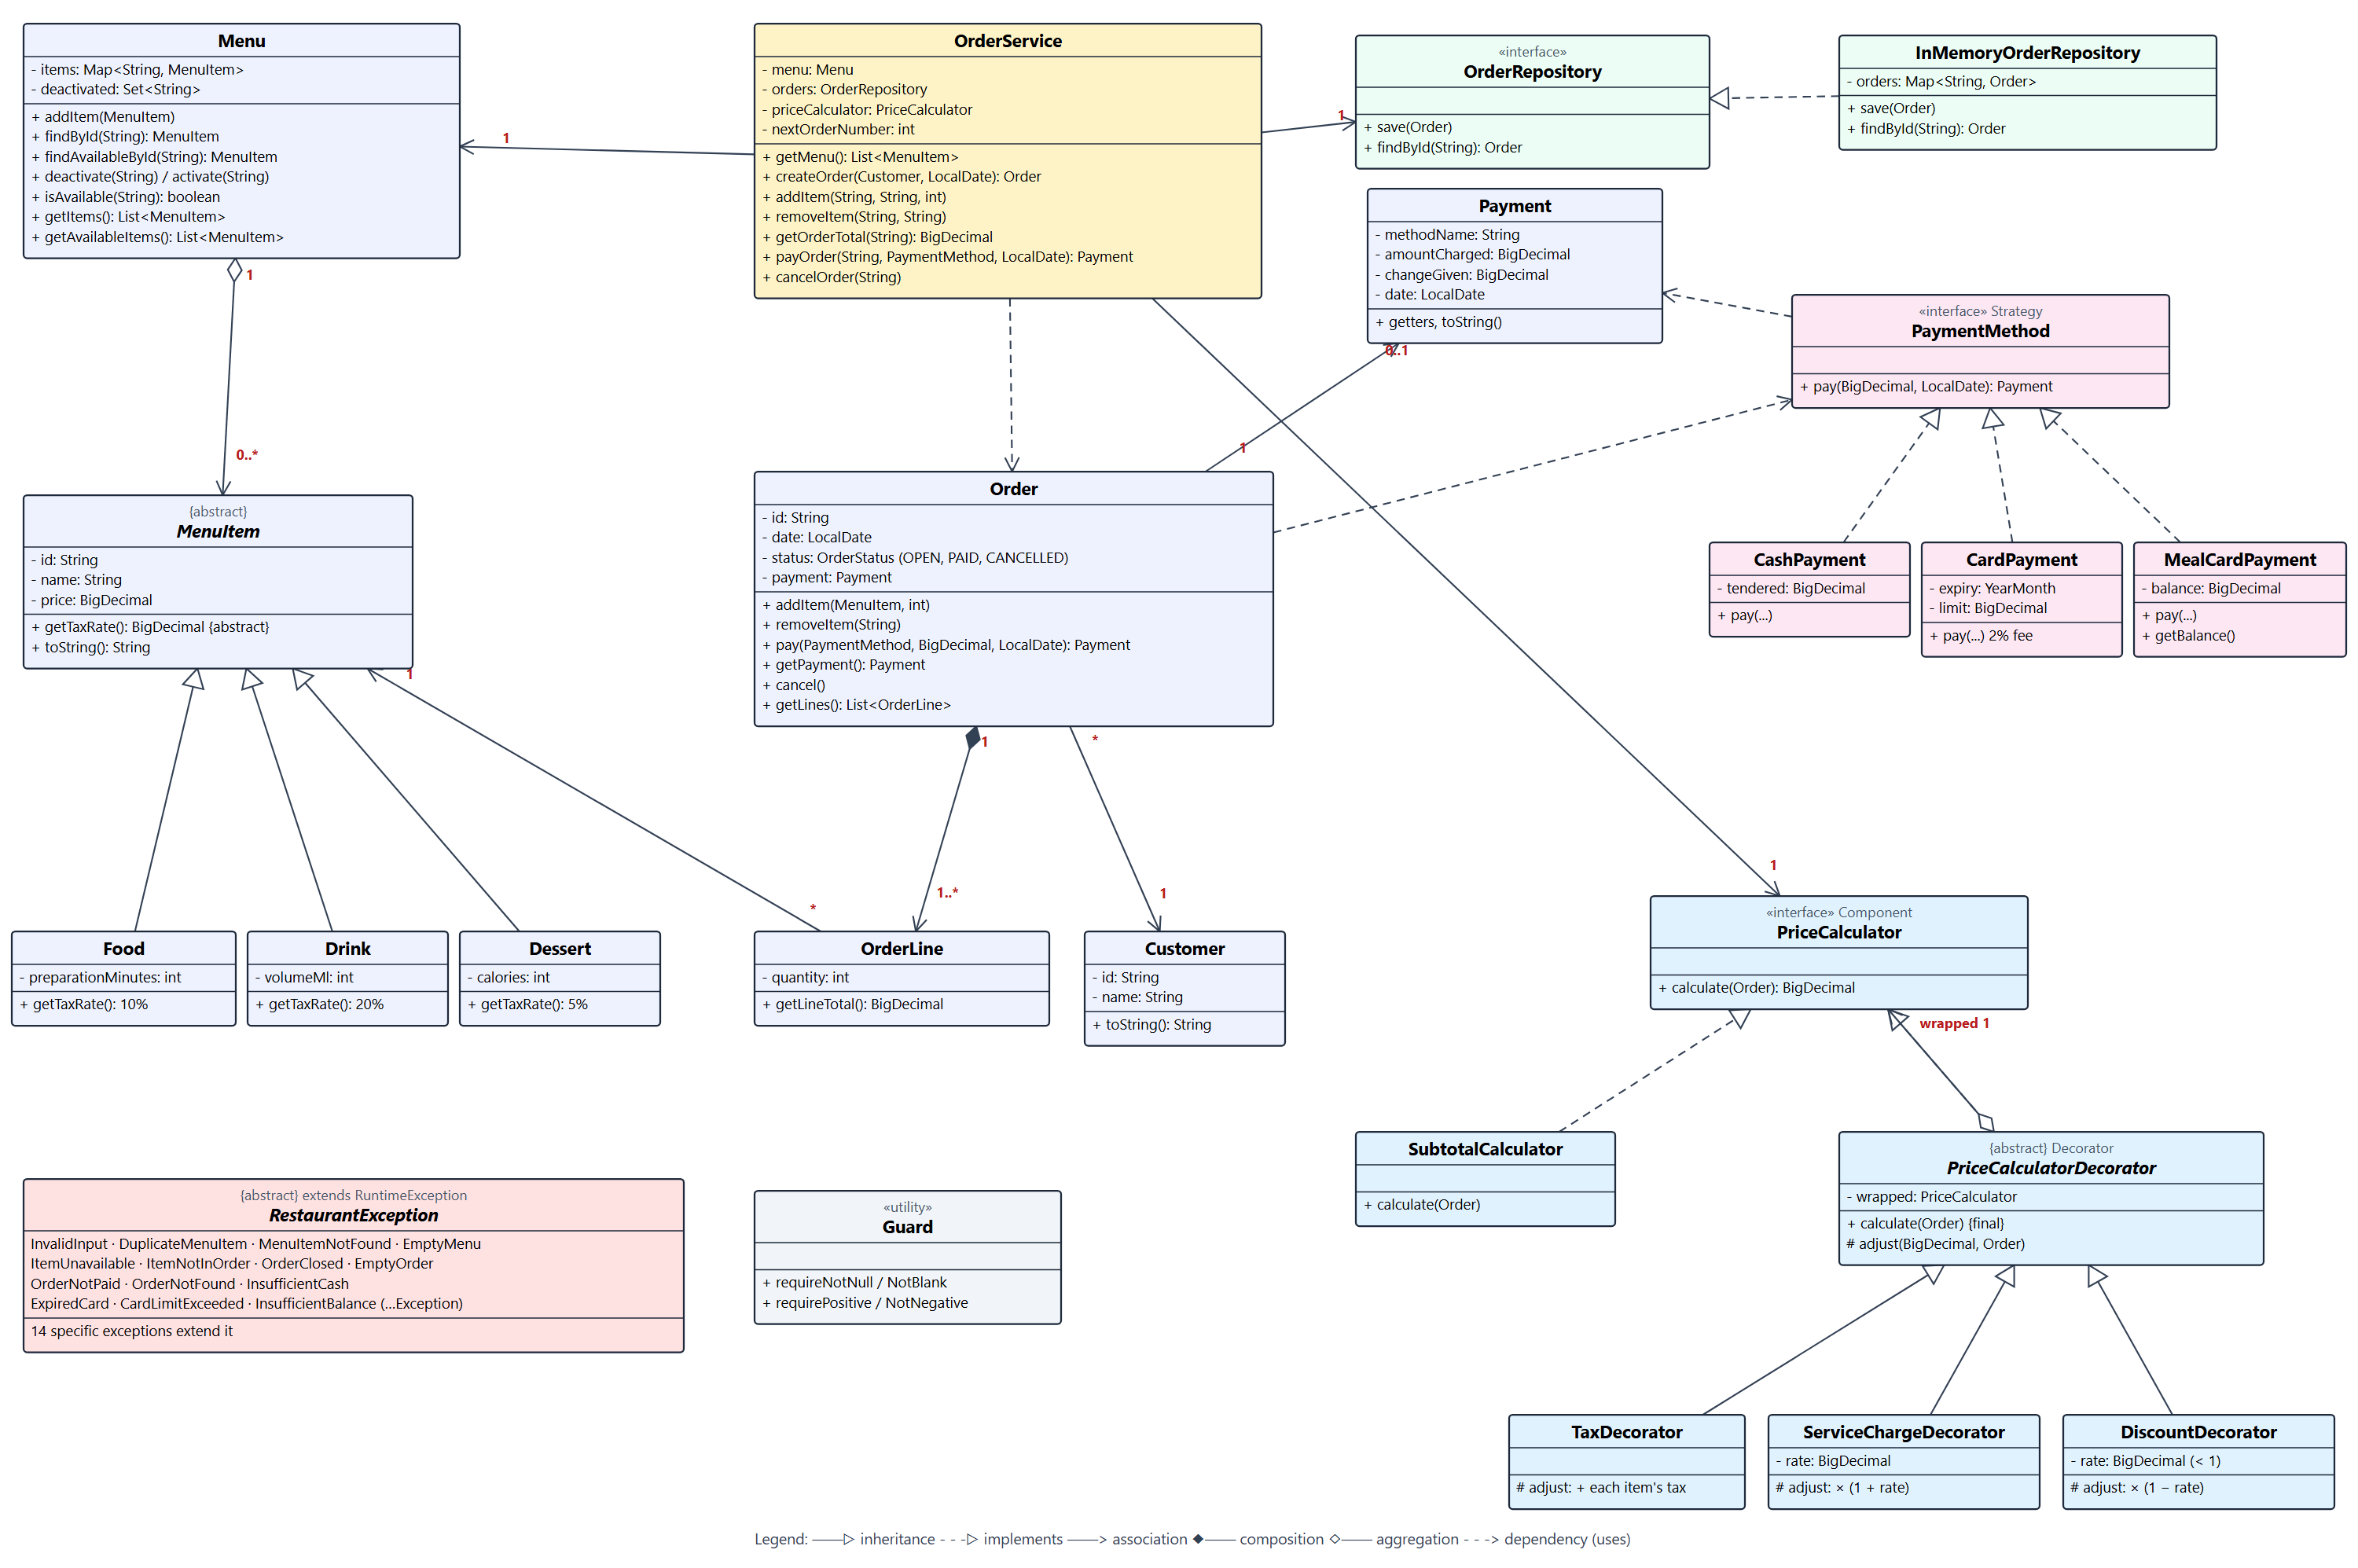 Menu
- items: Map<String, MenuItem>
- deactivated: Set<String>
+ addItem(MenuItem)
+ findById(String): MenuItem
+ findAvailableById(String): MenuItem
+ deactivate(String) / activate(String)
+ isAvailable(String): boolean
+ getItems(): List<MenuItem>
+ getAvailableItems(): List<MenuItem>
1
0..*
1
OrderService
- menu: Menu
- orders: OrderRepository
- priceCalculator: PriceCalculator
- nextOrderNumber: int
+ getMenu(): List<MenuItem>
+ createOrder(Customer, LocalDate): Order
+ addItem(String, String, int)
+ removeItem(String, String)
+ getOrderTotal(String): BigDecimal
+ payOrder(String, PaymentMethod, LocalDate): Payment
+ cancelOrder(String)
1
«interface»
OrderRepository
+ save(Order)
+ findById(String): Order
InMemoryOrderRepository
- orders: Map<String, Order>
+ save(Order)
+ findById(String): Order
Payment
- methodName: String
- amountCharged: BigDecimal
- changeGiven: BigDecimal
- date: LocalDate
+ getters, toString()
0..1
1
«interface» Strategy
PaymentMethod
+ pay(BigDecimal, LocalDate): Payment
{abstract}
MenuItem
- id: String
- name: String
- price: BigDecimal
+ getTaxRate(): BigDecimal {abstract}
+ toString(): String
1
Order
- id: String
- date: LocalDate
- status: OrderStatus (OPEN, PAID, CANCELLED)
- payment: Payment
+ addItem(MenuItem, int)
+ removeItem(String)
+ pay(PaymentMethod, BigDecimal, LocalDate): Payment
+ getPayment(): Payment
+ cancel()
+ getLines(): List<OrderLine>
1
*
CashPayment
- tendered: BigDecimal
+ pay(...)
CardPayment
- expiry: YearMonth
- limit: BigDecimal
+ pay(...) 2% fee
MealCardPayment
- balance: BigDecimal
+ pay(...)
+ getBalance()
*
1..*
1
1
Food
- preparationMinutes: int
+ getTaxRate(): 10%
Drink
- volumeMl: int
+ getTaxRate(): 20%
Dessert
- calories: int
+ getTaxRate(): 5%
OrderLine
- quantity: int
+ getLineTotal(): BigDecimal
Customer
- id: String
- name: String
+ toString(): String
«interface» Component
PriceCalculator
+ calculate(Order): BigDecimal
wrapped 1
SubtotalCalculator
+ calculate(Order)
{abstract} Decorator
PriceCalculatorDecorator
- wrapped: PriceCalculator
+ calculate(Order) {final}
# adjust(BigDecimal, Order)
{abstract} extends RuntimeException
RestaurantException
InvalidInput · DuplicateMenuItem · MenuItemNotFound · EmptyMenu
ItemUnavailable · ItemNotInOrder · OrderClosed · EmptyOrder
OrderNotPaid · OrderNotFound · InsufficientCash
ExpiredCard · CardLimitExceeded · InsufficientBalance (...Exception)
14 specific exceptions extend it
«utility»
Guard
+ requireNotNull / NotBlank
+ requirePositive / NotNegative
TaxDecorator
# adjust: + each item's tax
ServiceChargeDecorator
- rate: BigDecimal
# adjust: × (1 + rate)
DiscountDecorator
- rate: BigDecimal (< 1)
# adjust: × (1 − rate)
Legend: ——▷ inheritance - - -▷ implements ——> association ◆—— composition ◇—— aggregation - - -> dependency (uses)